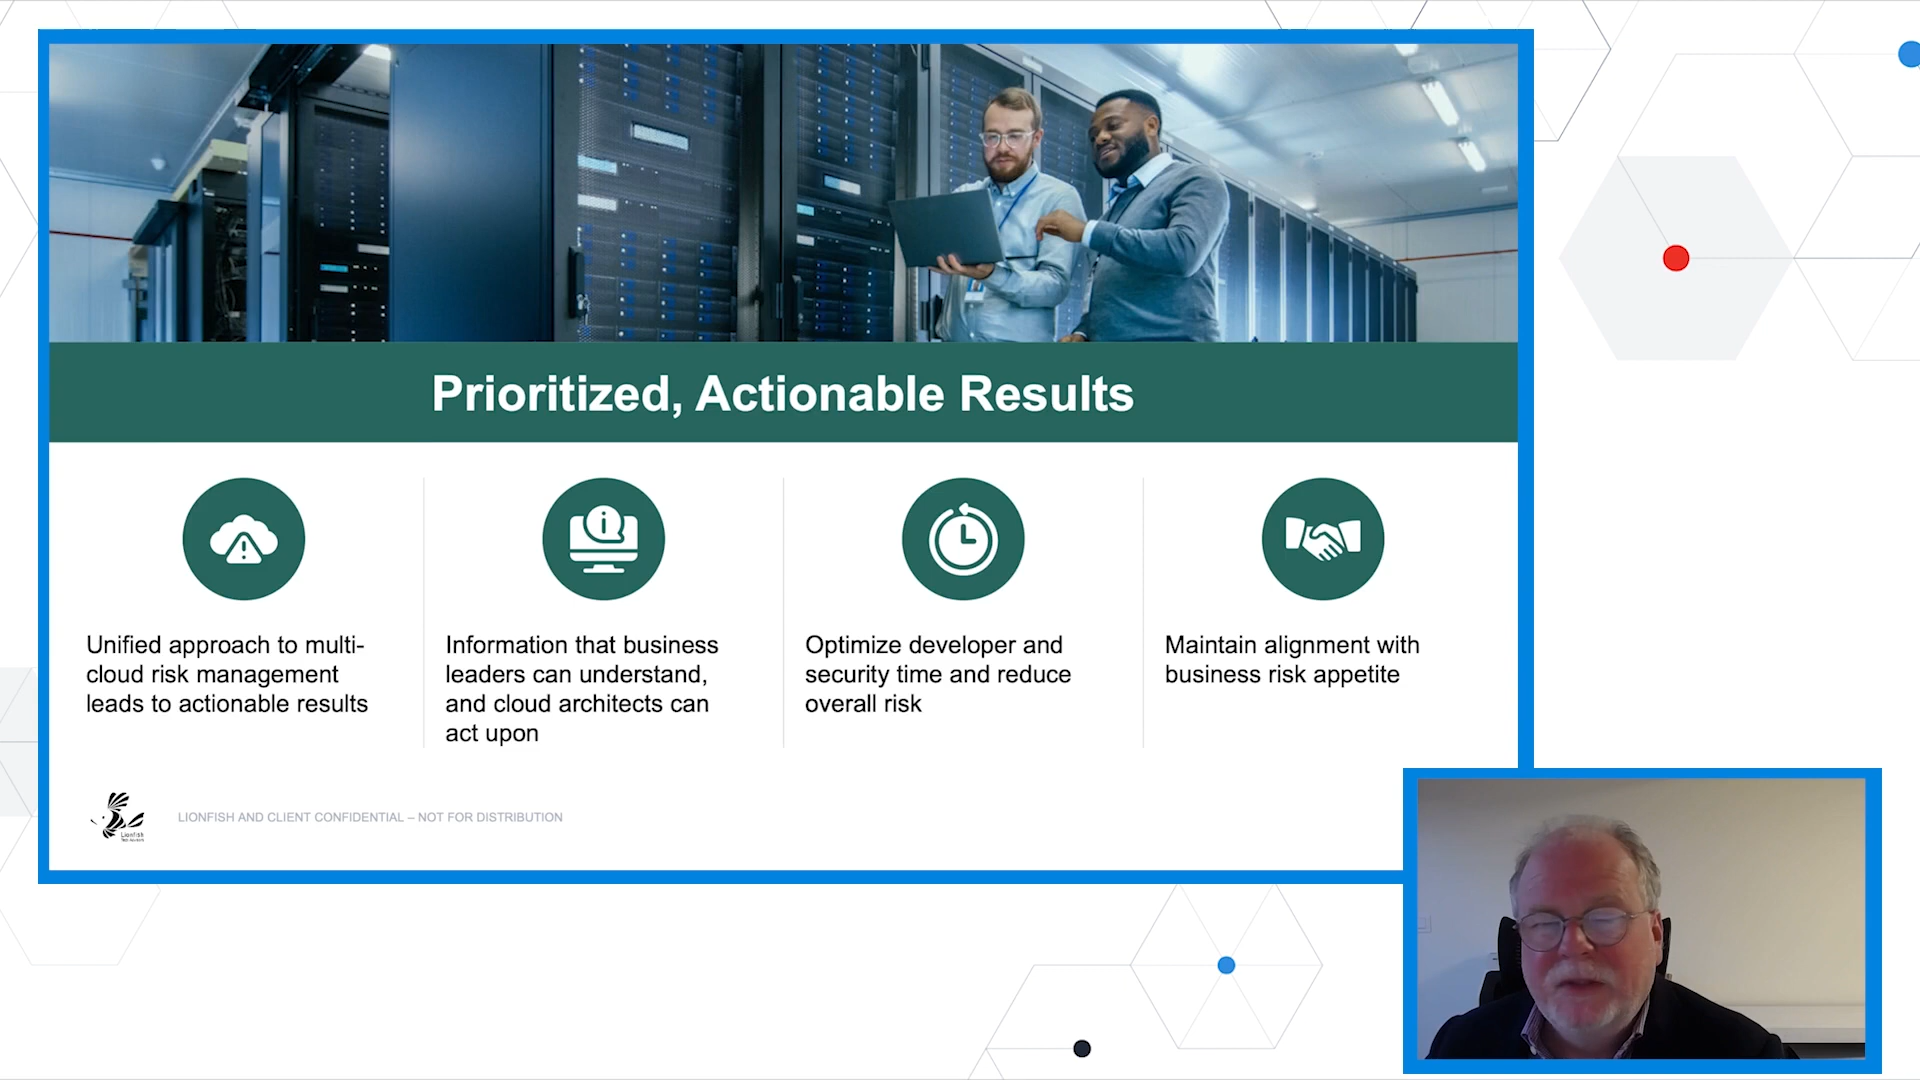 Prioritized, Actionable Results
Unified approach to multi-
cloud risk management
leads to actionable results
Information that business
leaders can understand,
and cloud architects can
act upon
Optimize developer and
security time and reduce
overall risk
Maintain alignment with
business risk appetite
Lionfish
LIONFISH AND CLIENT CONFIDENTIAL – NOT FOR DISTRIBUTION